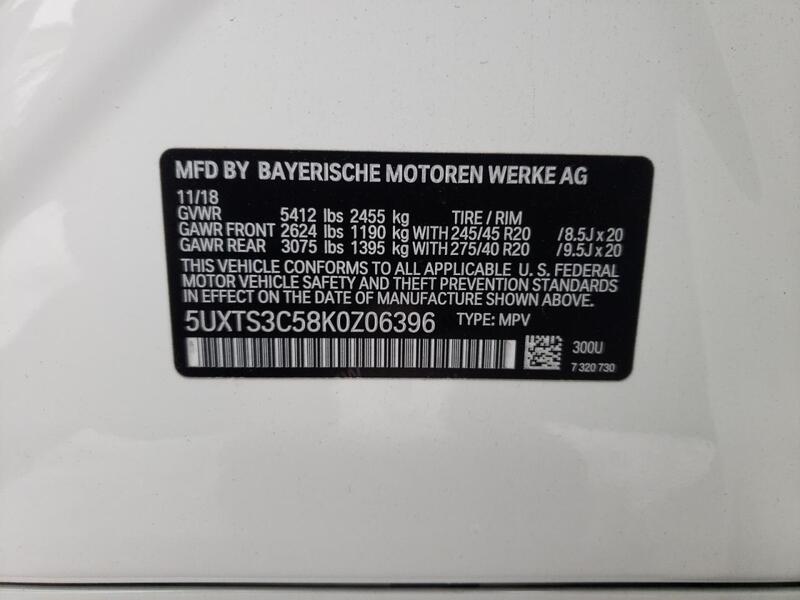 MFD BY BAYERISCHE MOTOREN WERKE AG
11/18
GVWR 5412 lbs 2455 kg TIRE / RIM
GAWR FRONT 2624 lbs 1190 kg WITH 245/45 R20 /8.5J x 20
GAWR REAR 3075 lbs 1395 kg WITH 275/40 R20 /9.5J x 20
THIS VEHICLE CONFORMS TO ALL APPLICABLE U. S. FEDERAL
MOTOR VEHICLE SAFETY AND THEFT PREVENTION STANDARDS
IN EFFECT ON THE DATE OF MANUFACTURE SHOWN ABOVE.
5UXTS3C58K0Z06396 TYPE: MPV
300U
7 320 730